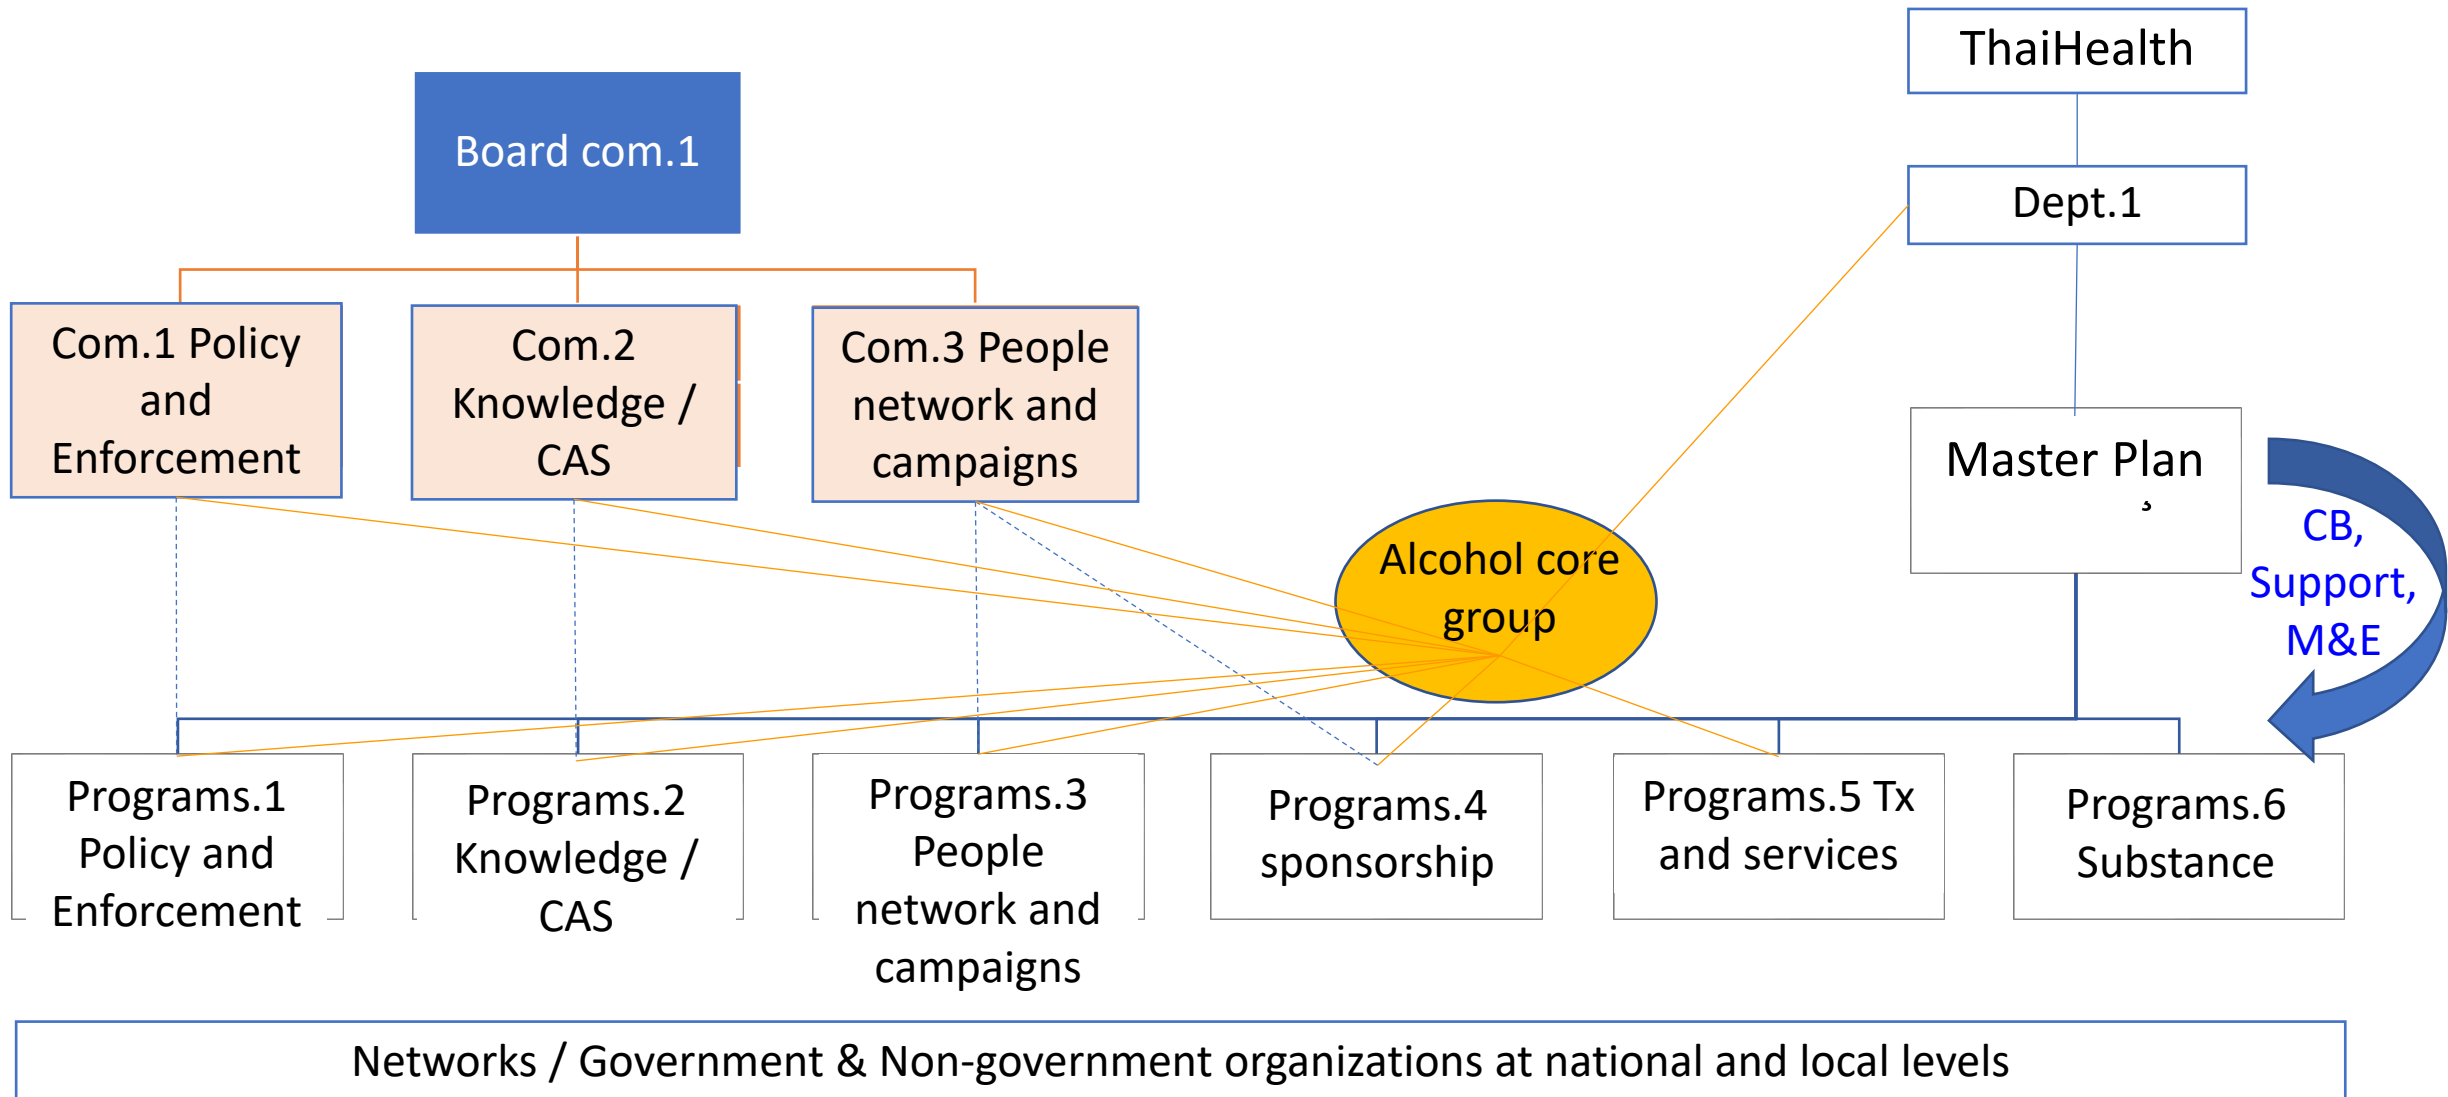 ThaiHealth
Board com.1
Dept.1
Com.1 Policy
and
Enforcement
Com.2
Knowledge /
CAS
Com.3 People
network and
campaigns
Master Plan
CB,
Support,
M&E
Alcohol core
group
Programs.1
Policy and
Enforcement
Programs.2
Knowledge /
CAS
Programs.3
People
network and
campaigns
Programs.4
sponsorship
Programs.5 Tx
and services
Programs.6
Substance
Networks / Government & Non-government organizations at national and local levels